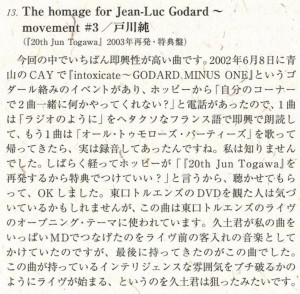 13. The homage for Jean-Luc Godard～
movement #3／戸川純
(『20th Jun Togawa』2003年再発・特典盤)
今回の中でいちばん即興性が高い曲です。2002年6月8日に青
山のCAYで『intoxicate～GODARD MINUS ONE』というゴ
ダール絡みのイベントがあり、ホッピーから「自分のコーナー
で2曲一緒に何かやってくれない?」と電話があったので、1曲
は「ラジオのように」をヘタクソなフランス語で即興で朗読し
て、もう1曲は「オール・トゥモローズ・パーティーズ」を歌って
帰ってきたら、実は録音してあったんですね。私は知りません
でした。しばらく経ってホッピーが「『20th Jun Togawa』を
再発するから特典でつけていい?」と言うから、聴かせてもら
って、OKしました。東口トルエンズのDVDを観た人は気づ
いているかもしれませんが、この曲は東口トルエンズのライヴ
のオープニング・テーマに使われています。久土君が私の曲を
いっぱいMDでつなげたのをライヴ前の客入れの音楽として
かけていたのですが、最後に持ってきたのがこの曲でした。
この曲が持っているインテリジェンスな雰囲気をブチ破るかの
ようにライヴが始まる、というのを久土君は狙ったみたいです。